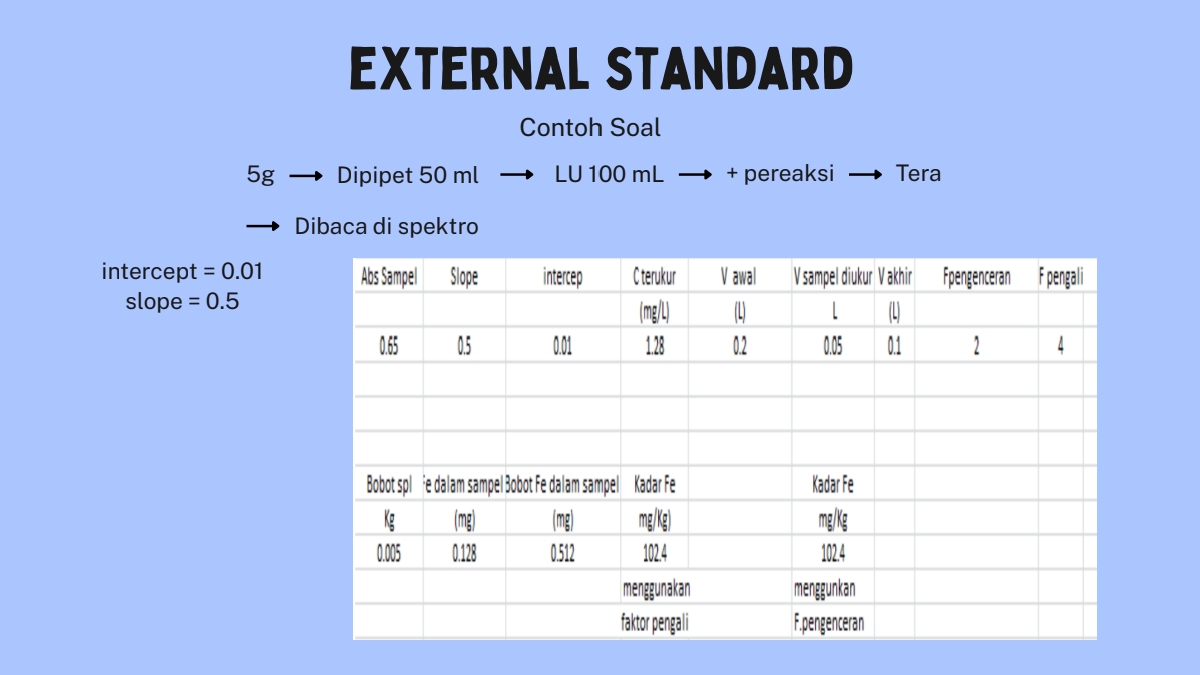 EXTERNAL STANDARD
Contoh Soal
5g → Dipipet 50 ml → LU 100 mL → + pereaksi → Tera
→ Dibaca di spektro
intercept = 0.01
slope = 0.5
Abs Sampel Slope intercep C terukur V awal V sampel diukur V akhir Fpengenceran F pengali
(mg/L) (L) L (L)
0.65 0.5 0.01 1.28 0.2 0.05 0.1 2 4
Bobot spl e dalam sampel Bobot Fe dalam sampel Kadar Fe Kadar Fe
Kg (mg) (mg) mg/Kg) mg/Kg
0.005 0.128 0.512 102.4 102.4
menggunakan menggunkan
faktor pengali F.pengenceran